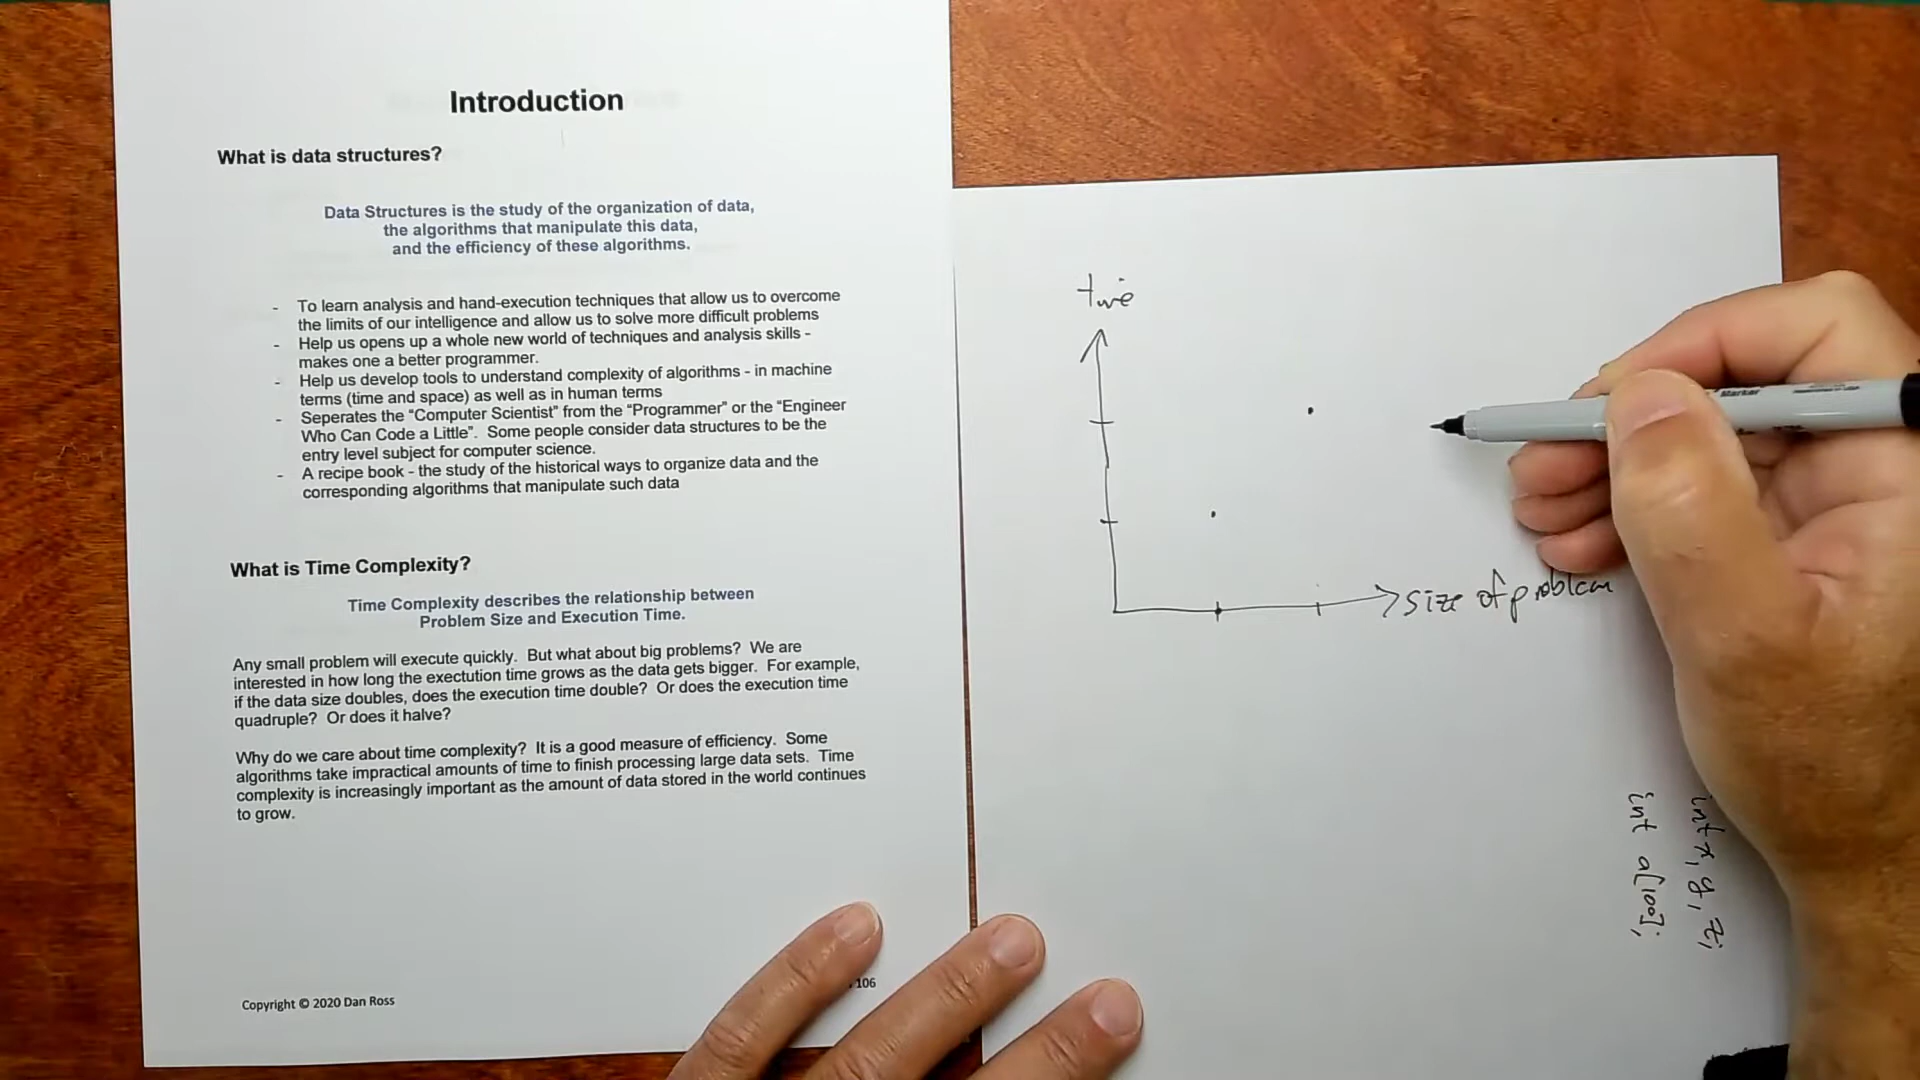 Introduction
What is data structures?
Data Structures is the study of the organization of data,
the algorithms that manipulate this data,
and the efficiency of these algorithms.
- To learn analysis and hand-execution techniques that allow us to overcome
the limits of our intelligence and allow us to solve more difficult problems
- Help us opens up a whole new world of techniques and analysis skills -
makes one a better programmer.
- Help us develop tools to understand complexity of algorithms - in machine
terms (time and space) as well as in human terms
- Seperates the "Computer Scientist" from the "Programmer" or the "Engineer
Who Can Code a Little". Some people consider data structures to be the
entry level subject for computer science.
- A recipe book - the study of the historical ways to organize data and the
corresponding algorithms that manipulate such data
What is Time Complexity?
Time Complexity describes the relationship between
Problem Size and Execution Time.
Any small problem will execute quickly. But what about big problems? We are
interested in how long the exectution time grows as the data gets bigger. For example,
if the data size doubles, does the execution time double? Or does the execution time
quadruple? Or does it halve?
Why do we care about time complexity? It is a good measure of efficiency. Some
algorithms take impractical amounts of time to finish processing large data sets. Time
complexity is increasingly important as the amount of data stored in the world continues
to grow.
Copyright © 2020 Dan Ross
106
time
size of problem
int x, y, z;
int a[100];
Marker